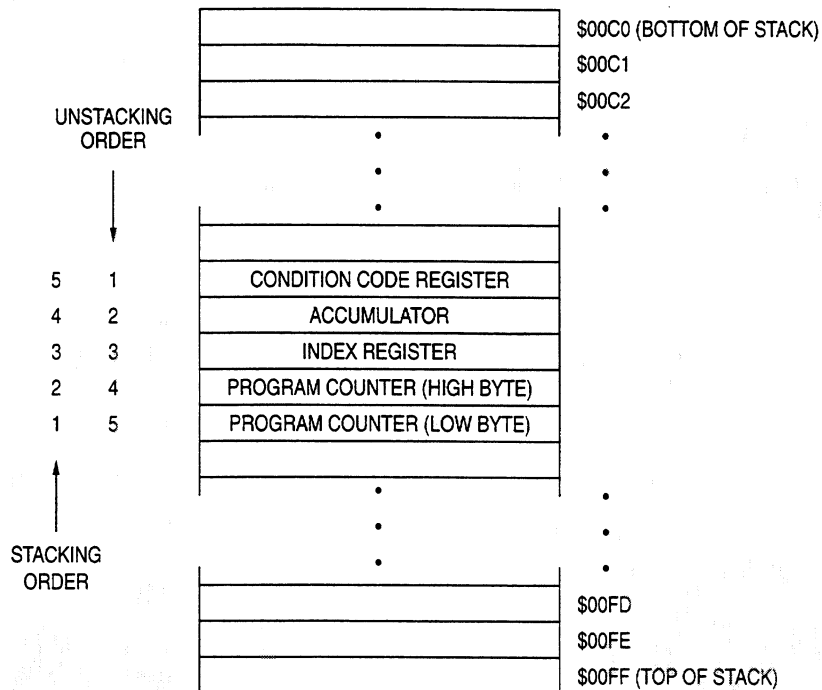 $00C0 (BOTTOM OF STACK)
$00C1
$00C2
UNSTACKING
ORDER
5 1 CONDITION CODE REGISTER
4 2 ACCUMULATOR
3 3 INDEX REGISTER
2 4 PROGRAM COUNTER (HIGH BYTE)
1 5 PROGRAM COUNTER (LOW BYTE)
STACKING
ORDER
$00FD
$00FE
$00FF (TOP OF STACK)